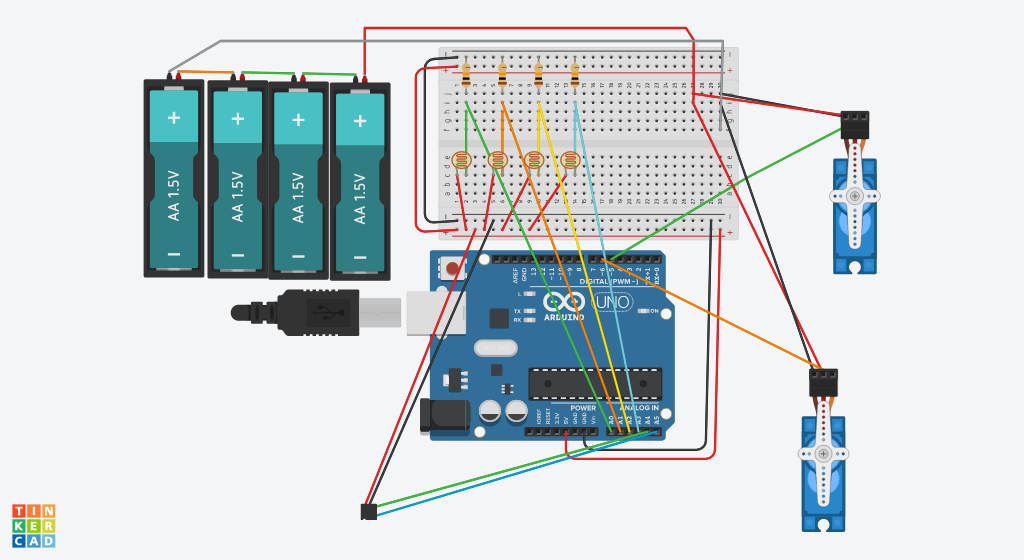 AA 1.5V
AA 1.5V
AA 1.5V
AA 1.5V
AREF
GND
13
12
~11
~10
~9
8
7
~6
~5
4
~3
2
TX→1
RX←0
DIGITAL (PWM~)
L
TX
RX
UNO
ARDUINO
ON
POWER
ANALOG IN
IOREF
RESET
3.3V
5V
GND
GND
Vin
A0
A1
A2
A3
A4
A5
TIN
KER
CAD